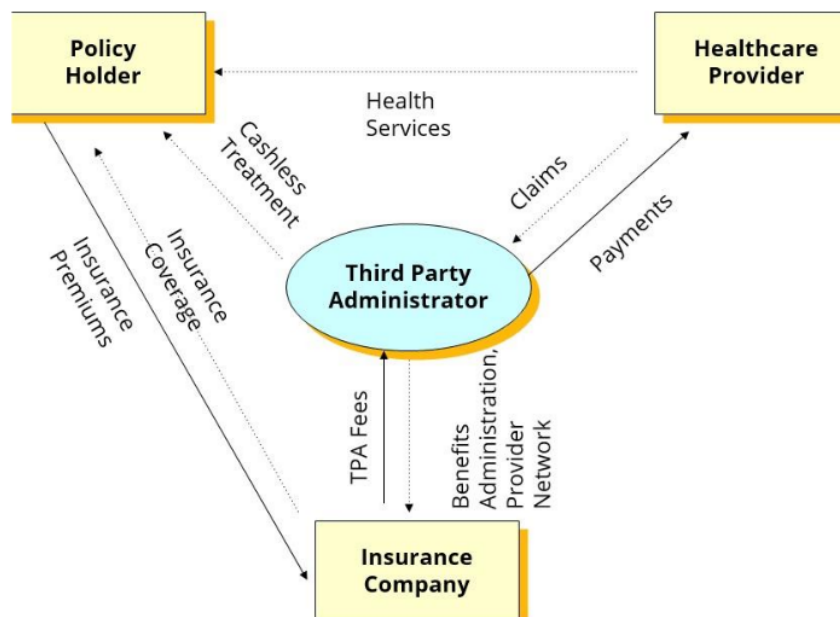 Policy
Holder
Healthcare
Provider
Health
Services
Cashless
Treatment
Claims
Payments
Insurance
Premiums
Insurance
Coverage
Third Party
Administrator
TPA Fees
Benefits
Administration,
Provider
Network
Insurance
Company